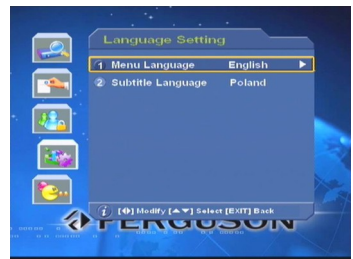 Language Setting
1 Menu Language English
2 Subtitle Language Poland
i [◀▶] Modify [▲▼] Select [EXIT] Back
FERGUSON